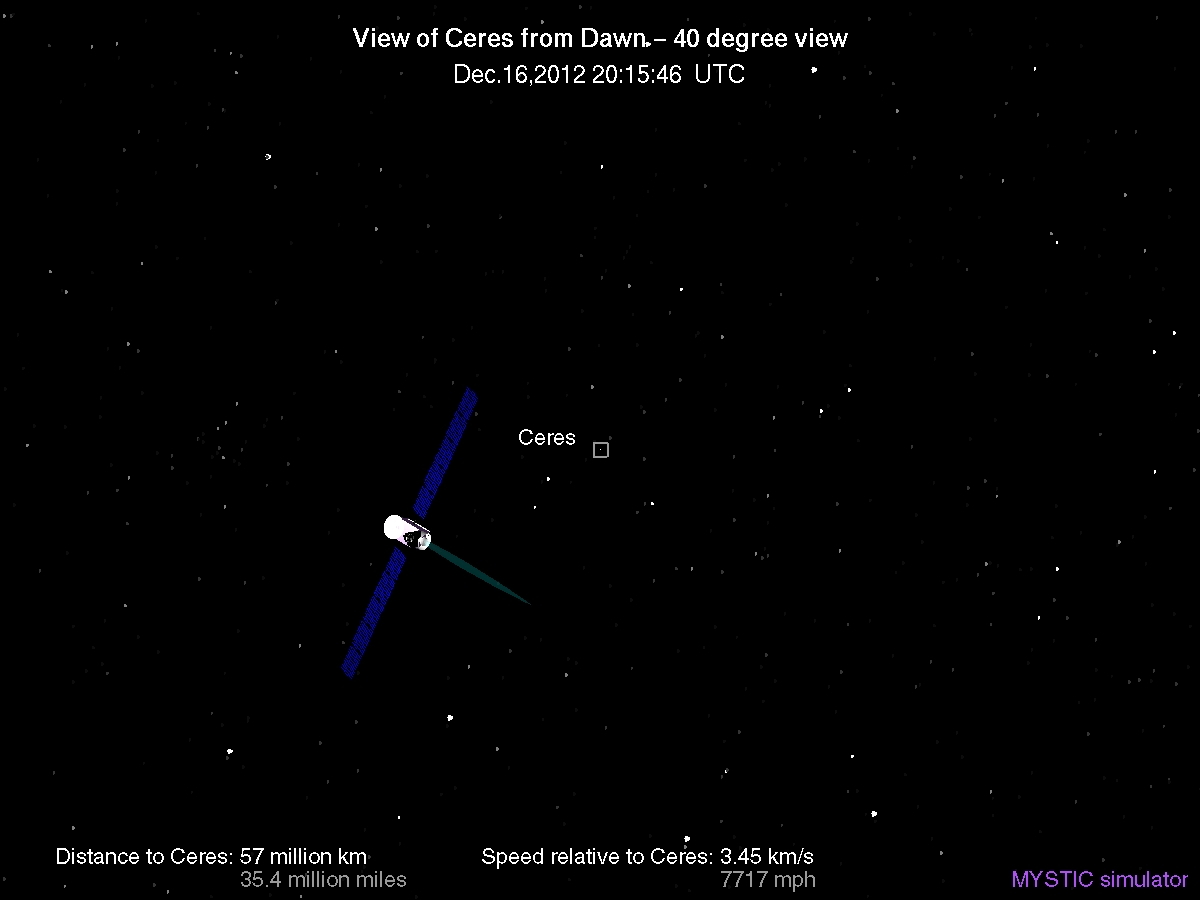 View of Ceres from Dawn – 40 degree view
Dec.16,2012 20:15:46 UTC
Ceres
Distance to Ceres: 57 million km
35.4 million miles
Speed relative to Ceres: 3.45 km/s
7717 mph
MYSTIC simulator